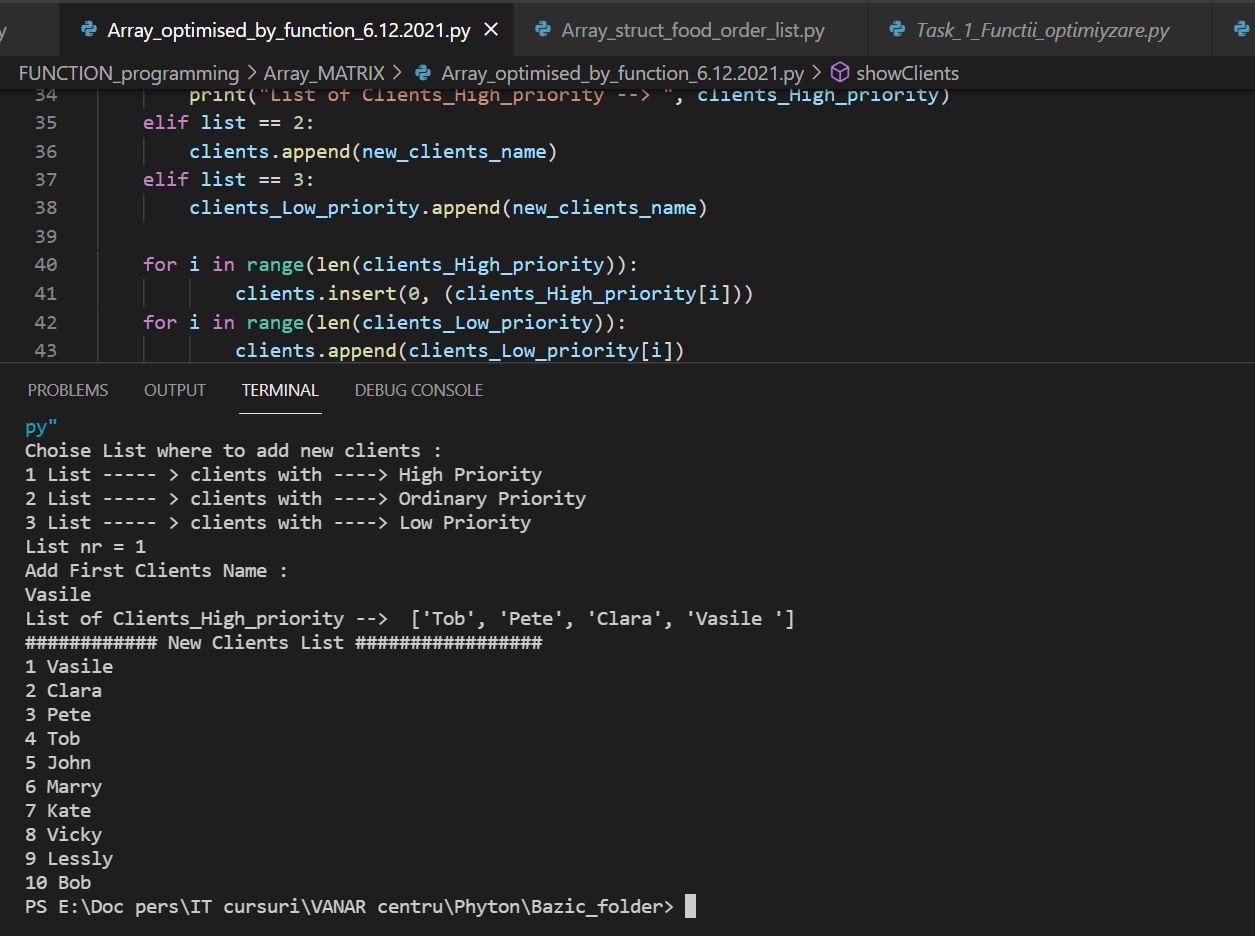 y Array_optimised_by_function_6.12.2021.py × Array_struct_food_order_list.py Task_1_Functii_optimiyzare.py
FUNCTION_programming > Array_MATRIX > Array_optimised_by_function_6.12.2021.py > showClients
34 print("List of Clients_High_priority --> ", clients_High_priority)
35 elif list == 2:
36 clients.append(new_clients_name)
37 elif list == 3:
38 clients_Low_priority.append(new_clients_name)
39
40 for i in range(len(clients_High_priority)):
41 clients.insert(0, (clients_High_priority[i]))
42 for i in range(len(clients_Low_priority)):
43 clients.append(clients_Low_priority[i])
PROBLEMS OUTPUT TERMINAL DEBUG CONSOLE
py"
Choise List where to add new clients :
1 List ----- > clients with ----> High Priority
2 List ----- > clients with ----> Ordinary Priority
3 List ----- > clients with ----> Low Priority
List nr = 1
Add First Clients Name :
Vasile
List of Clients_High_priority -->  ['Tob', 'Pete', 'Clara', 'Vasile ']
############ New Clients List #################
1 Vasile
2 Clara
3 Pete
4 Tob
5 John
6 Marry
7 Kate
8 Vicky
9 Lessly
10 Bob
PS E:\Doc pers\IT cursuri\VANAR centru\Phyton\Bazic_folder>